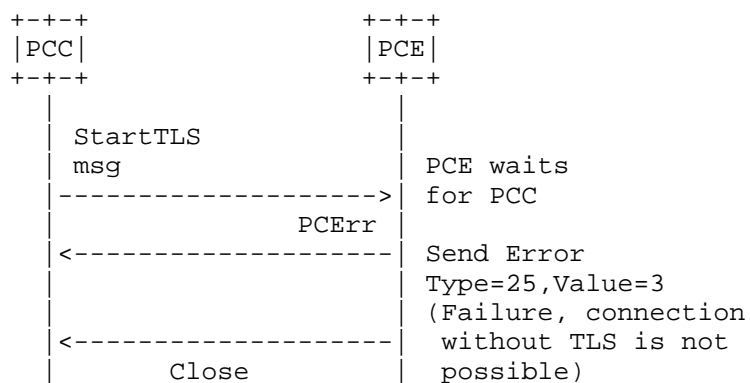 +-+-+                 +-+-+
|PCC|                 |PCE|
+-+-+                 +-+-+
  |                     |
  | StartTLS            |
  | msg                 | PCE waits
  |-------------------->| for PCC
  |               PCErr |
  |<--------------------| Send Error
  |                     | Type=25,Value=3
  |                     | (Failure, connection
  |<--------------------|  without TLS is not
  |       Close         |  possible)